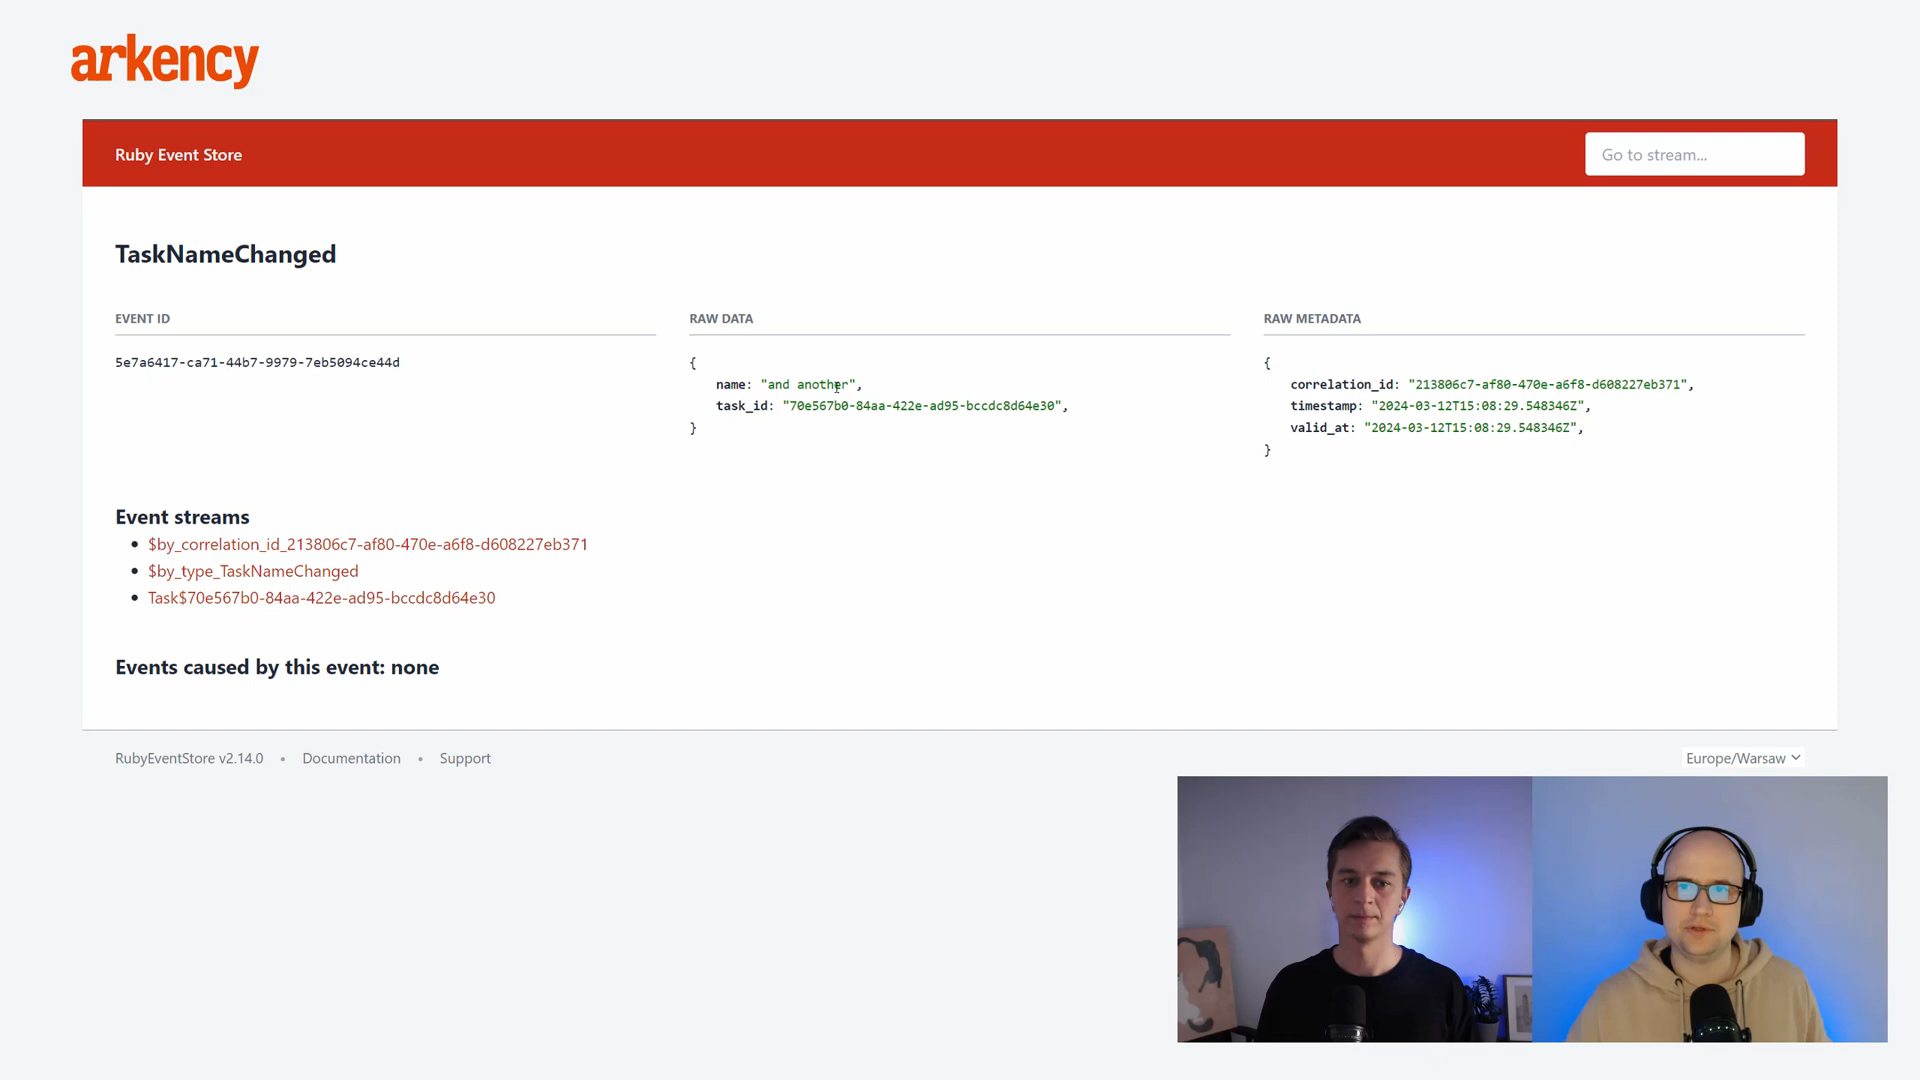 arkency
Ruby Event Store
Go to stream...
TaskNameChanged
EVENT ID
5e7a6417-ca71-44b7-9979-7eb5094ce44d
RAW DATA
{
name: "and another",
task_id: "70e567b0-84aa-422e-ad95-bccdc8d64e30",
}
RAW METADATA
{
correlation_id: "213806c7-af80-470e-a6f8-d608227eb371",
timestamp: "2024-03-12T15:08:29.548346Z",
valid_at: "2024-03-12T15:08:29.548346Z",
}
Event streams
• $by_correlation_id_213806c7-af80-470e-a6f8-d608227eb371
• $by_type_TaskNameChanged
• Task$70e567b0-84aa-422e-ad95-bccdc8d64e30
Events caused by this event: none
RubyEventStore v2.14.0 • Documentation • Support
Europe/Warsaw